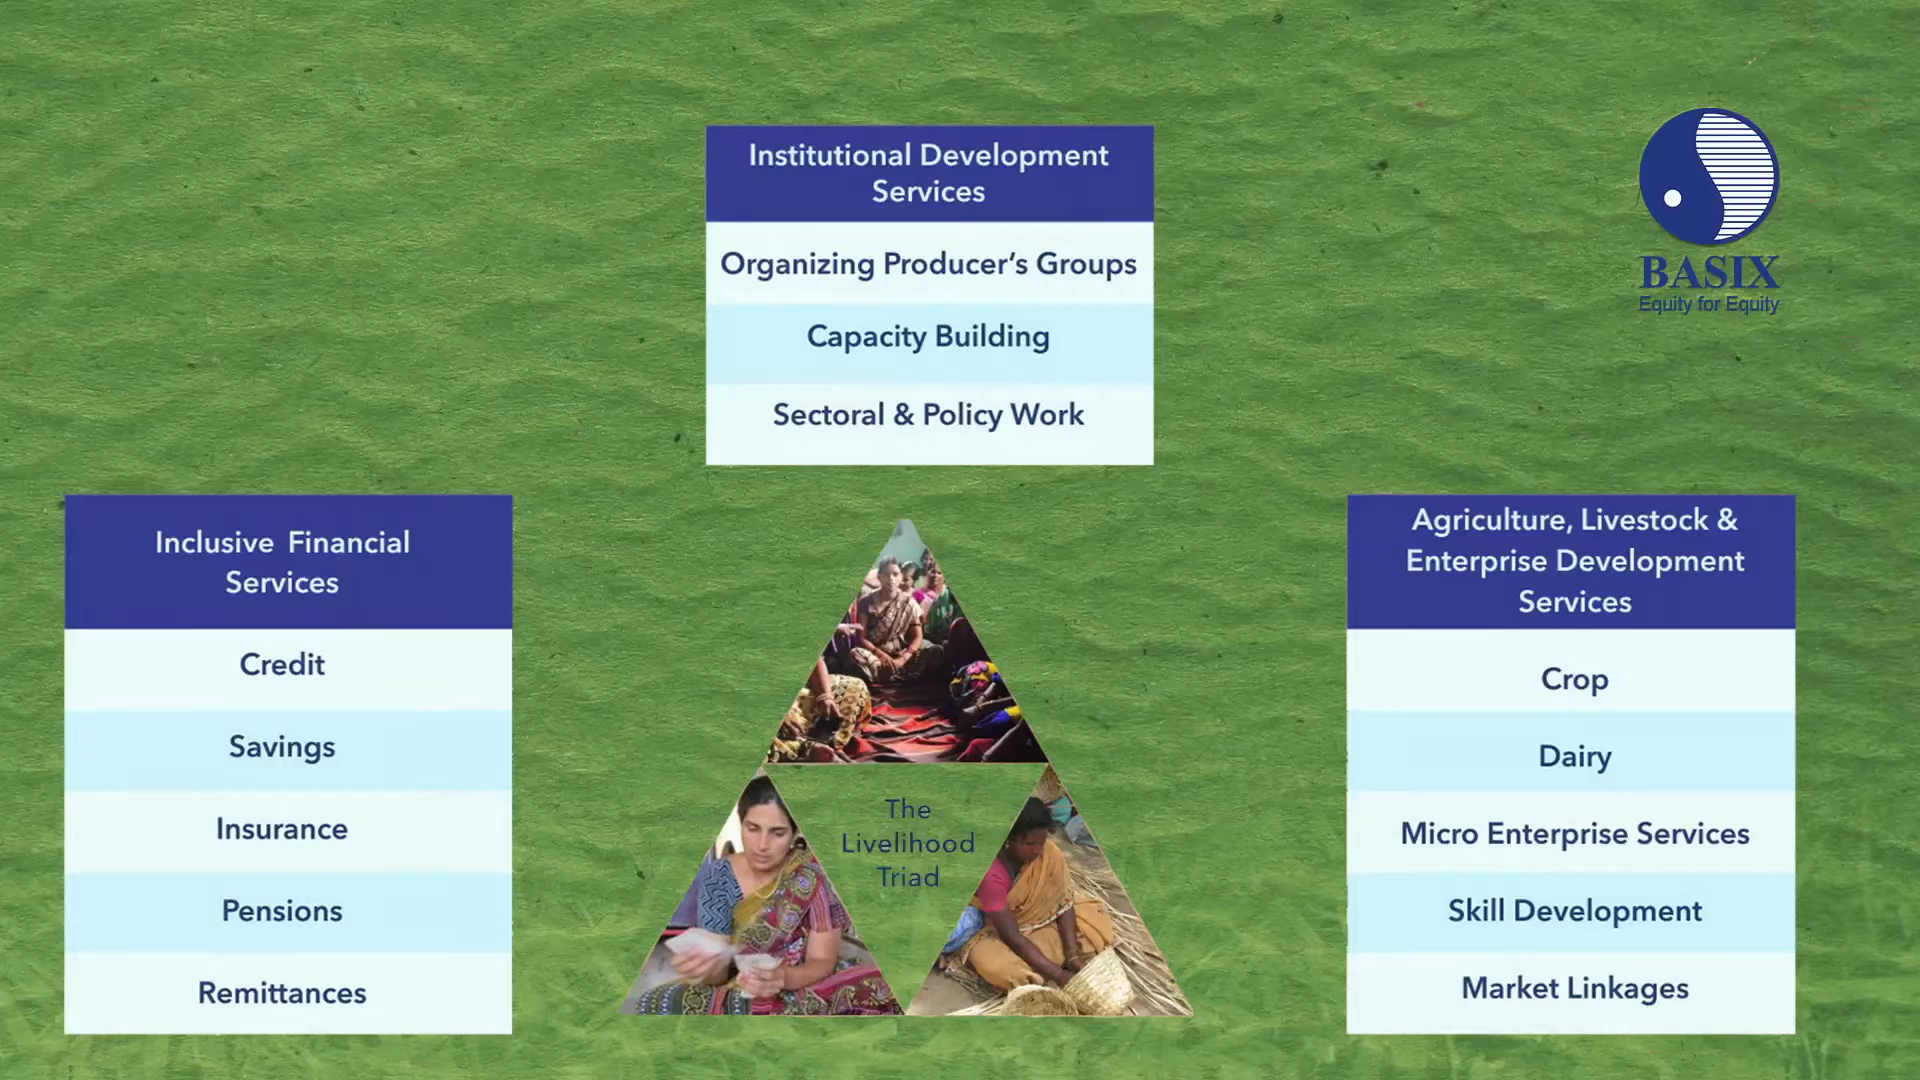 Institutional Development
Services
Organizing Producer’s Groups
Capacity Building
Sectoral & Policy Work
BASIX
Equity for Equity
Inclusive Financial
Services
Credit
Savings
Insurance
Pensions
Remittances
The
Livelihood
Triad
Agriculture, Livestock &
Enterprise Development
Services
Crop
Dairy
Micro Enterprise Services
Skill Development
Market Linkages